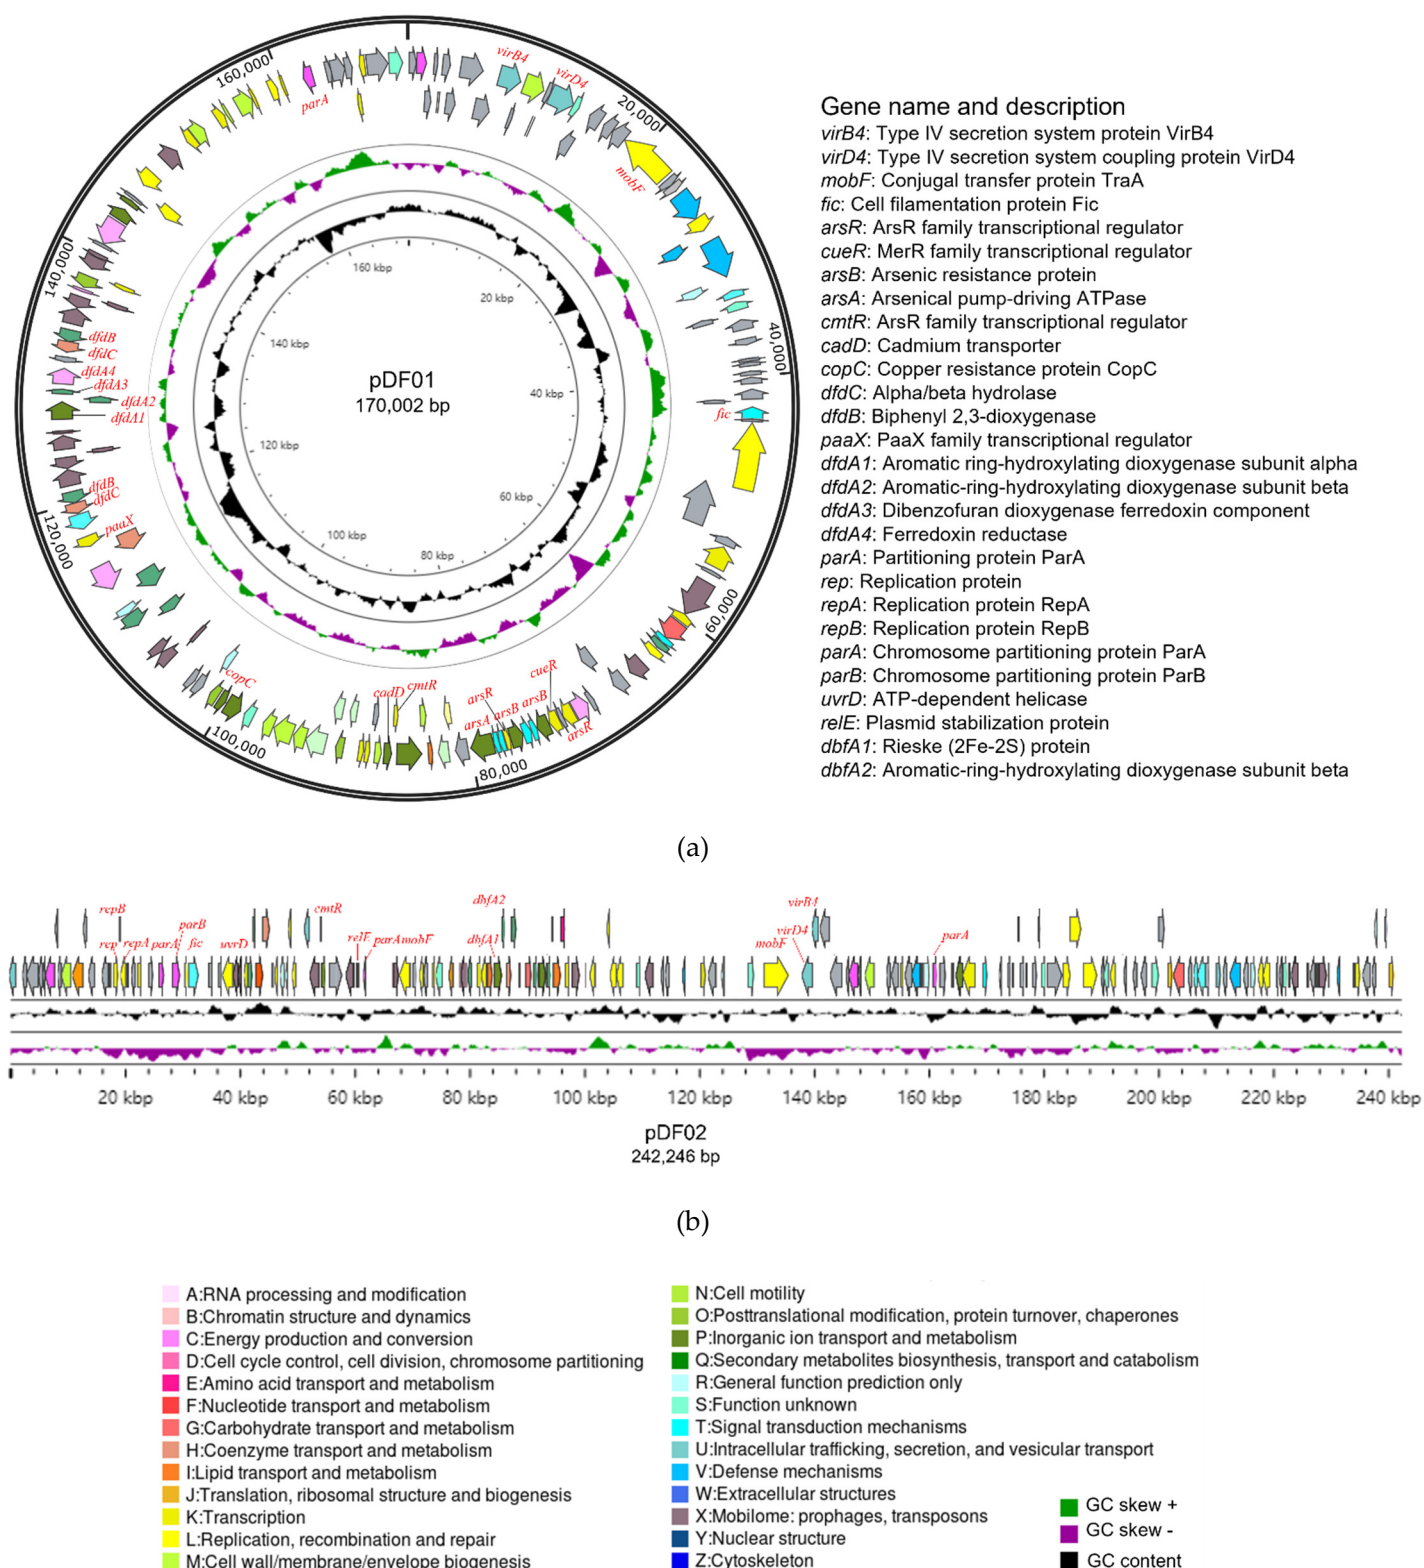 160,000
virB4
virD4
parA
20,000
mobF
140,000
160 kbp
20 kbp
140 kbp
40,000
dfdB
dfdC
dfdA4
dfdA3
dfdA2
dfdA1
pDF01
170,002 bp
40 kbp
fic
120 kbp
dfdB
dfdC
60 kbp
paaX
120,000
100 kbp
80 kbp
60,000
copC
cueR
cadD
cmtR
arsR
arsA
arsB
arsB
arsR
100,000
80,000
Gene name and description
virB4: Type IV secretion system protein VirB4
virD4: Type IV secretion system coupling protein VirD4
mobF: Conjugal transfer protein TraA
fic: Cell filamentation protein Fic
arsR: ArsR family transcriptional regulator
cueR: MerR family transcriptional regulator
arsB: Arsenic resistance protein
arsA: Arsenical pump-driving ATPase
cmtR: ArsR family transcriptional regulator
cadD: Cadmium transporter
copC: Copper resistance protein CopC
dfdC: Alpha/beta hydrolase
dfdB: Biphenyl 2,3-dioxygenase
paaX: PaaX family transcriptional regulator
dfdA1: Aromatic ring-hydroxylating dioxygenase subunit alpha
dfdA2: Aromatic-ring-hydroxylating dioxygenase subunit beta
dfdA3: Dibenzofuran dioxygenase ferredoxin component
dfdA4: Ferredoxin reductase
parA: Partitioning protein ParA
rep: Replication protein
repA: Replication protein RepA
repB: Replication protein RepB
parA: Chromosome partitioning protein ParA
parB: Chromosome partitioning protein ParB
uvrD: ATP-dependent helicase
relE: Plasmid stabilization protein
dbfA1: Rieske (2Fe-2S) protein
dbfA2: Aromatic-ring-hydroxylating dioxygenase subunit beta
(a)
repB
cmtR
dbfA2
virB4
parB
rep
repA
parA
fic
uvrD
relE
parA
mobF
dbfA1
mobF
virD4
parA
20 kbp
40 kbp
60 kbp
80 kbp
100 kbp
120 kbp
140 kbp
160 kbp
180 kbp
200 kbp
220 kbp
240 kbp
pDF02
242,246 bp
(b)
A:RNA processing and modification
B:Chromatin structure and dynamics
C:Energy production and conversion
D:Cell cycle control, cell division, chromosome partitioning
E:Amino acid transport and metabolism
F:Nucleotide transport and metabolism
G:Carbohydrate transport and metabolism
H:Coenzyme transport and metabolism
I:Lipid transport and metabolism
J:Translation, ribosomal structure and biogenesis
K:Transcription
L:Replication, recombination and repair
M:Cell wall/membrane/envelope biogenesis
N:Cell motility
O:Posttranslational modification, protein turnover, chaperones
P:Inorganic ion transport and metabolism
Q:Secondary metabolites biosynthesis, transport and catabolism
R:General function prediction only
S:Function unknown
T:Signal transduction mechanisms
U:Intracellular trafficking, secretion, and vesicular transport
V:Defense mechanisms
W:Extracellular structures
X:Mobilome: prophages, transposons
Y:Nuclear structure
Z:Cytoskeleton
GC skew +
GC skew -
GC content